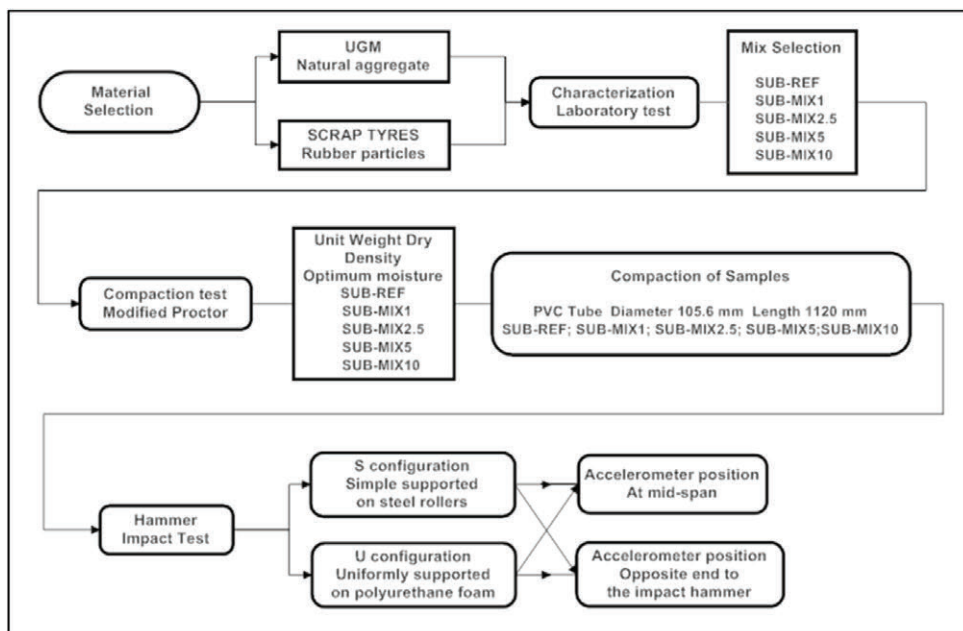 Material
Selection
UGM
Natural aggregate
SCRAP TYRES
Rubber particles
Characterization
Laboratory test
Mix Selection
SUB-REF
SUB-MIX1
SUB-MIX2.5
SUB-MIX5
SUB-MIX10
Compaction test
Modified Proctor
Unit Weight Dry
Density
Optimum moisture
SUB-REF
SUB-MIX1
SUB-MIX2.5
SUB-MIX5
SUB-MIX10
Compaction of Samples
PVC Tube Diameter 105.6 mm Length 1120 mm
SUB-REF; SUB-MIX1; SUB-MIX2.5; SUB-MIX5;SUB-MIX10
Hammer
Impact Test
S configuration
Simple supported
on steel rollers
U configuration
Uniformly supported
on polyurethane foam
Accelerometer position
At mid-span
Accelerometer position
Opposite end to
the impact hammer